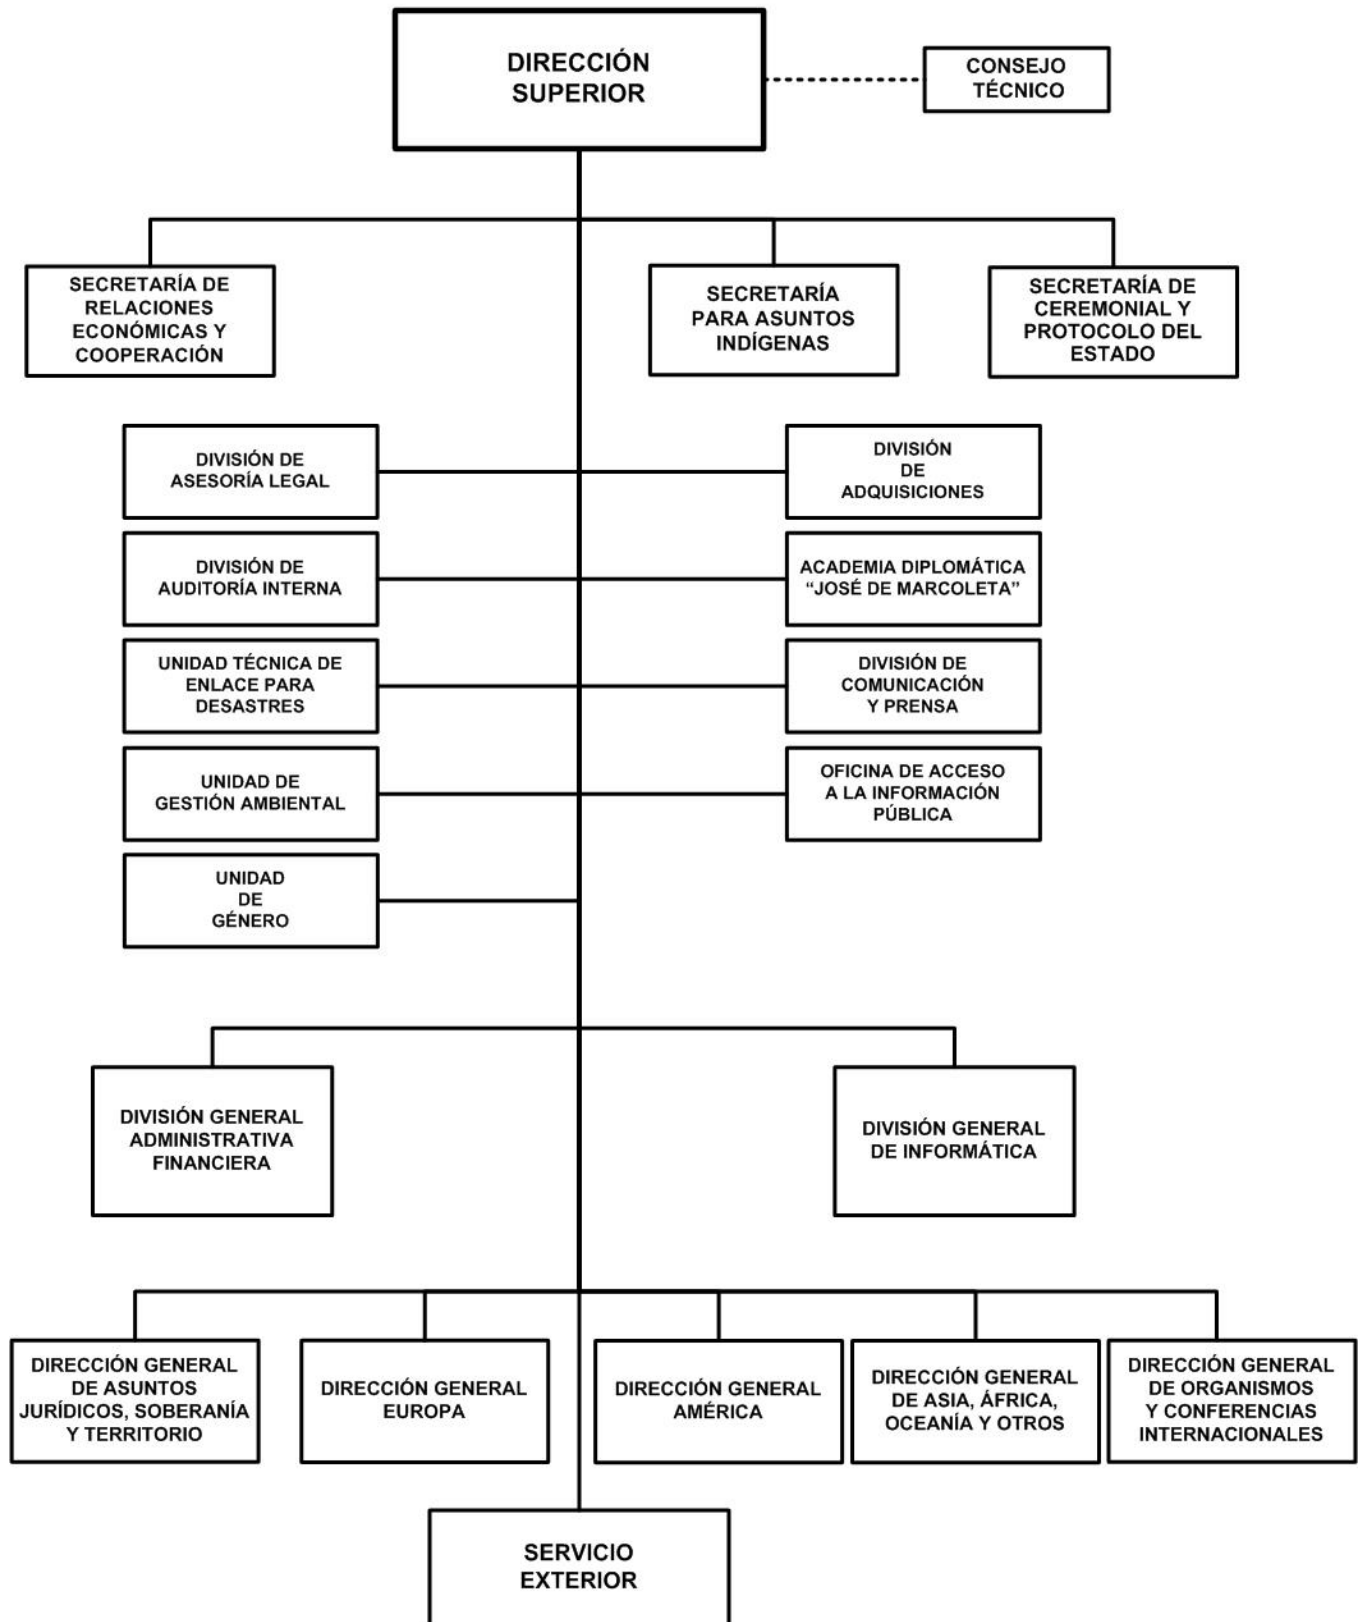 DIRECCIÓN
SUPERIOR
CONSEJO
TÉCNICO
SECRETARÍA DE
RELACIONES
ECONÓMICAS Y
COOPERACIÓN
SECRETARÍA
PARA ASUNTOS
INDÍGENAS
SECRETARÍA DE
CEREMONIAL Y
PROTOCOLO DEL
ESTADO
DIVISIÓN DE
ASESORÍA LEGAL
DIVISIÓN
DE
ADQUISICIONES
DIVISIÓN DE
AUDITORÍA INTERNA
ACADEMIA DIPLOMÁTICA
“JOSÉ DE MARCOLETA”
UNIDAD TÉCNICA DE
ENLACE PARA
DESASTRES
DIVISIÓN DE
COMUNICACIÓN
Y PRENSA
UNIDAD DE
GESTIÓN AMBIENTAL
OFICINA DE ACCESO
A LA INFORMACIÓN
PÚBLICA
UNIDAD
DE
GÉNERO
DIVISIÓN GENERAL
ADMINISTRATIVA
FINANCIERA
DIVISIÓN GENERAL
DE INFORMÁTICA
DIRECCIÓN GENERAL
DE ASUNTOS
JURÍDICOS, SOBERANÍA
Y TERRITORIO
DIRECCIÓN GENERAL
EUROPA
DIRECCIÓN GENERAL
AMÉRICA
DIRECCIÓN GENERAL
DE ASIA, ÁFRICA,
OCEANÍA Y OTROS
DIRECCIÓN GENERAL
DE ORGANISMOS
Y CONFERENCIAS
INTERNACIONALES
SERVICIO
EXTERIOR